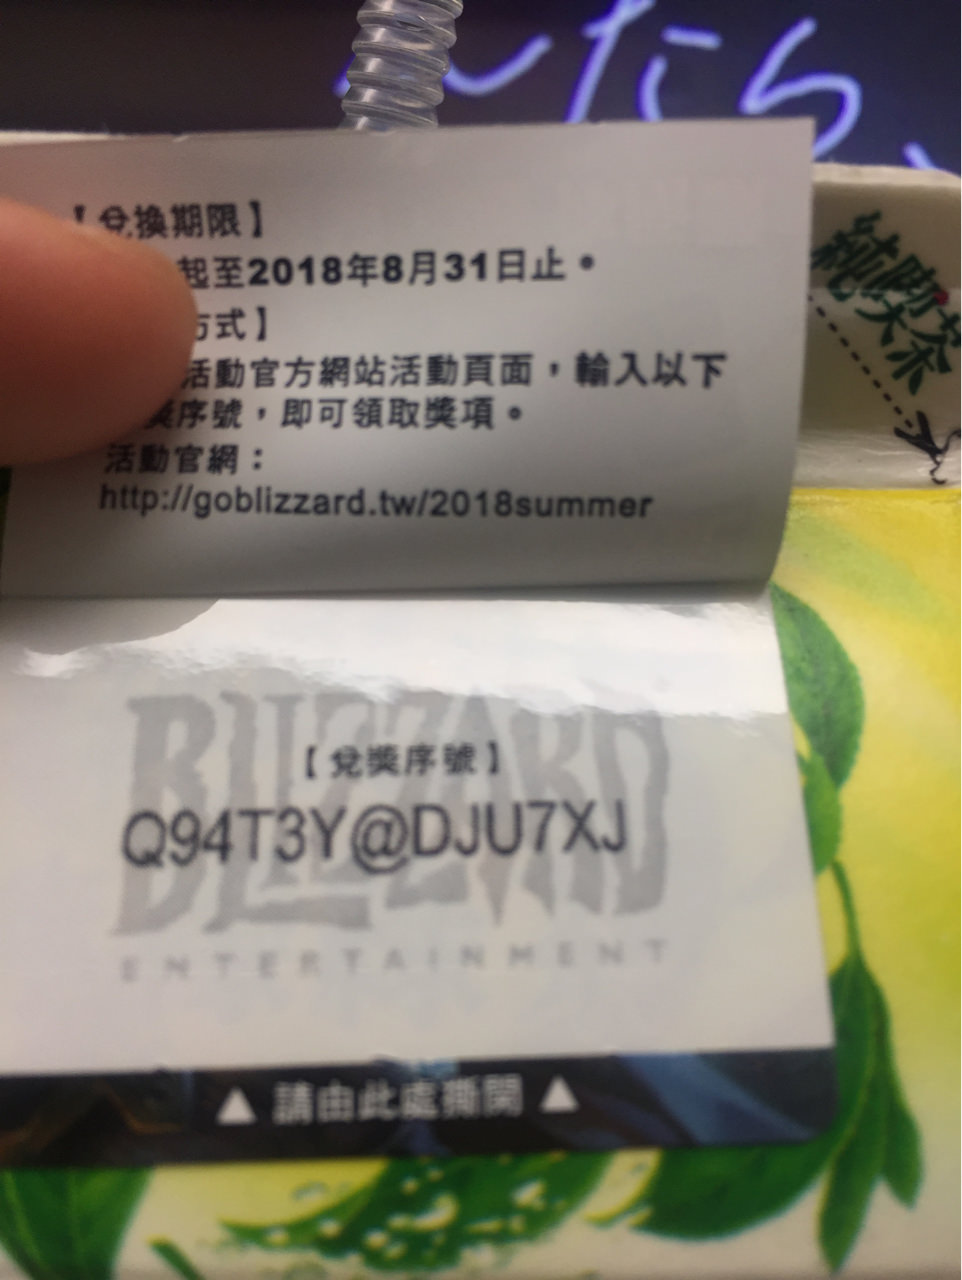 んたら、
【兌換期限】
起至2018年8月31日止。
方式】
活動官方網站活動頁面，輸入以下
獎序號，即可領取獎項。
活動官網：
http://goblizzard.tw/2018summer
純喫茶
BLIZZARD
ENTERTAINMENT
【兌獎序號】
Q94T3Y@DJU7XJ
▲ 請由此處撕開 ▲